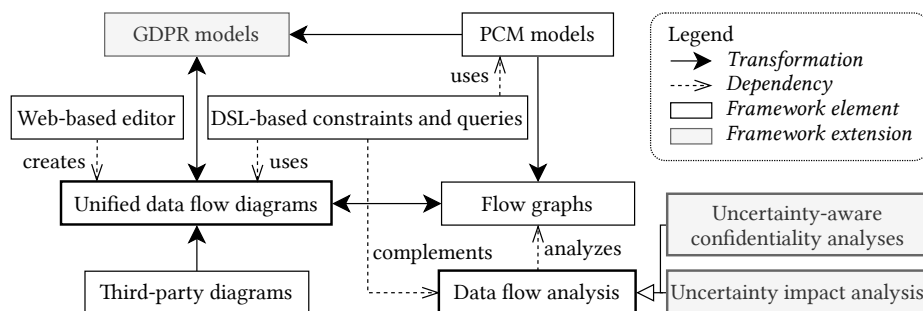 GDPR models
PCM models
Legend
Transformation
Dependency
Framework element
Framework extension
uses
Web-based editor
DSL-based constraints and queries
creates
uses
Unified data flow diagrams
Flow graphs
Uncertainty-aware
confidentiality analyses
complements
analyzes
Third-party diagrams
Data flow analysis
Uncertainty impact analysis